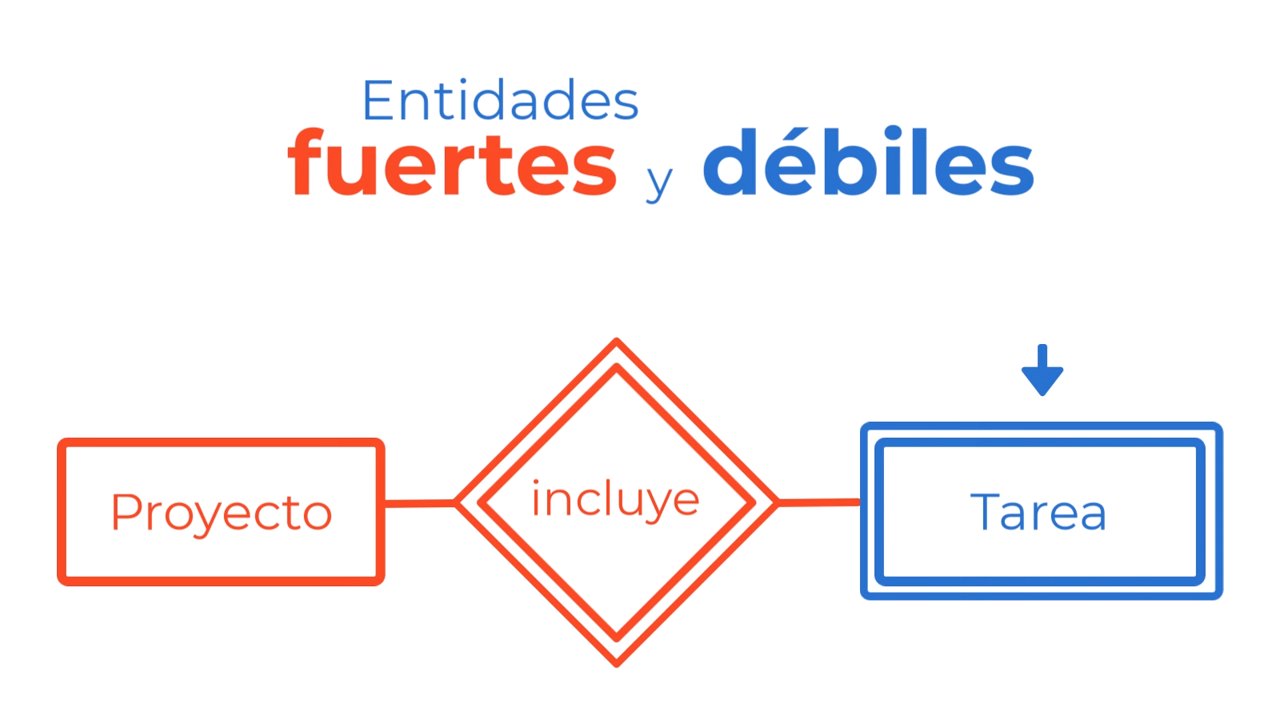 Entidades
fuertes y débiles
Proyecto
incluye
Tarea